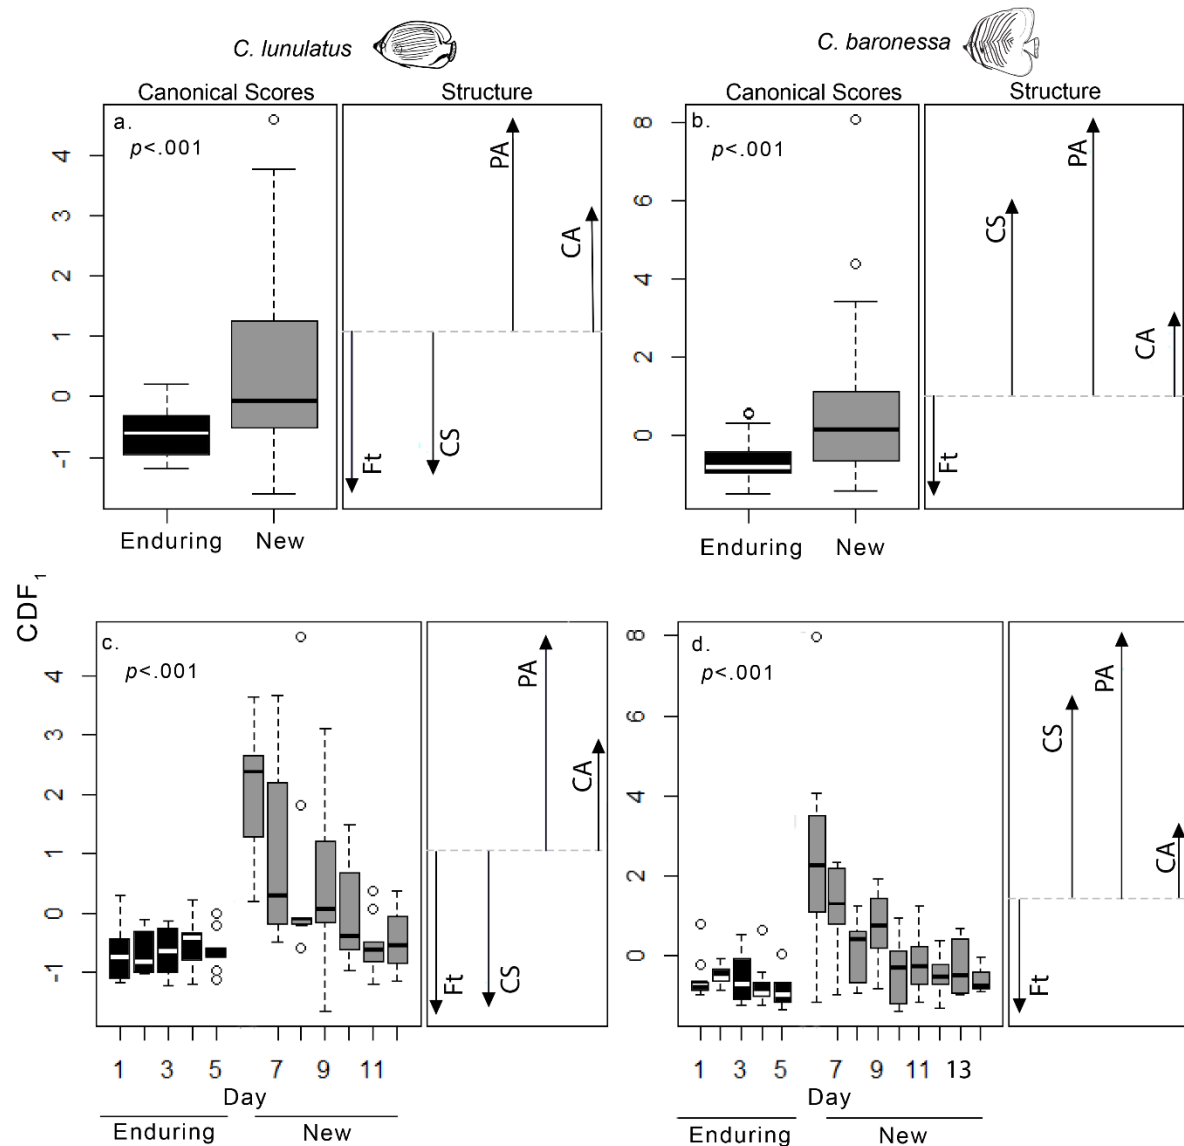 C. lunulatus
C. baronessa
Canonical Scores
Structure
Canonical Scores
Structure
a.
p<.001
4
3
2
1
0
-1
Enduring
New
PA
CA
Ft
CS
b.
p<.001
8
6
4
2
0
Enduring
New
CS
PA
CA
Ft
CDF1
c.
p<.001
4
3
2
1
0
-1
1
3
5
7
9
11
Day
Enduring
New
PA
CA
Ft
CS
d.
p<.001
8
6
4
2
0
1
3
5
7
9
11
13
Day
Enduring
New
CS
PA
CA
Ft